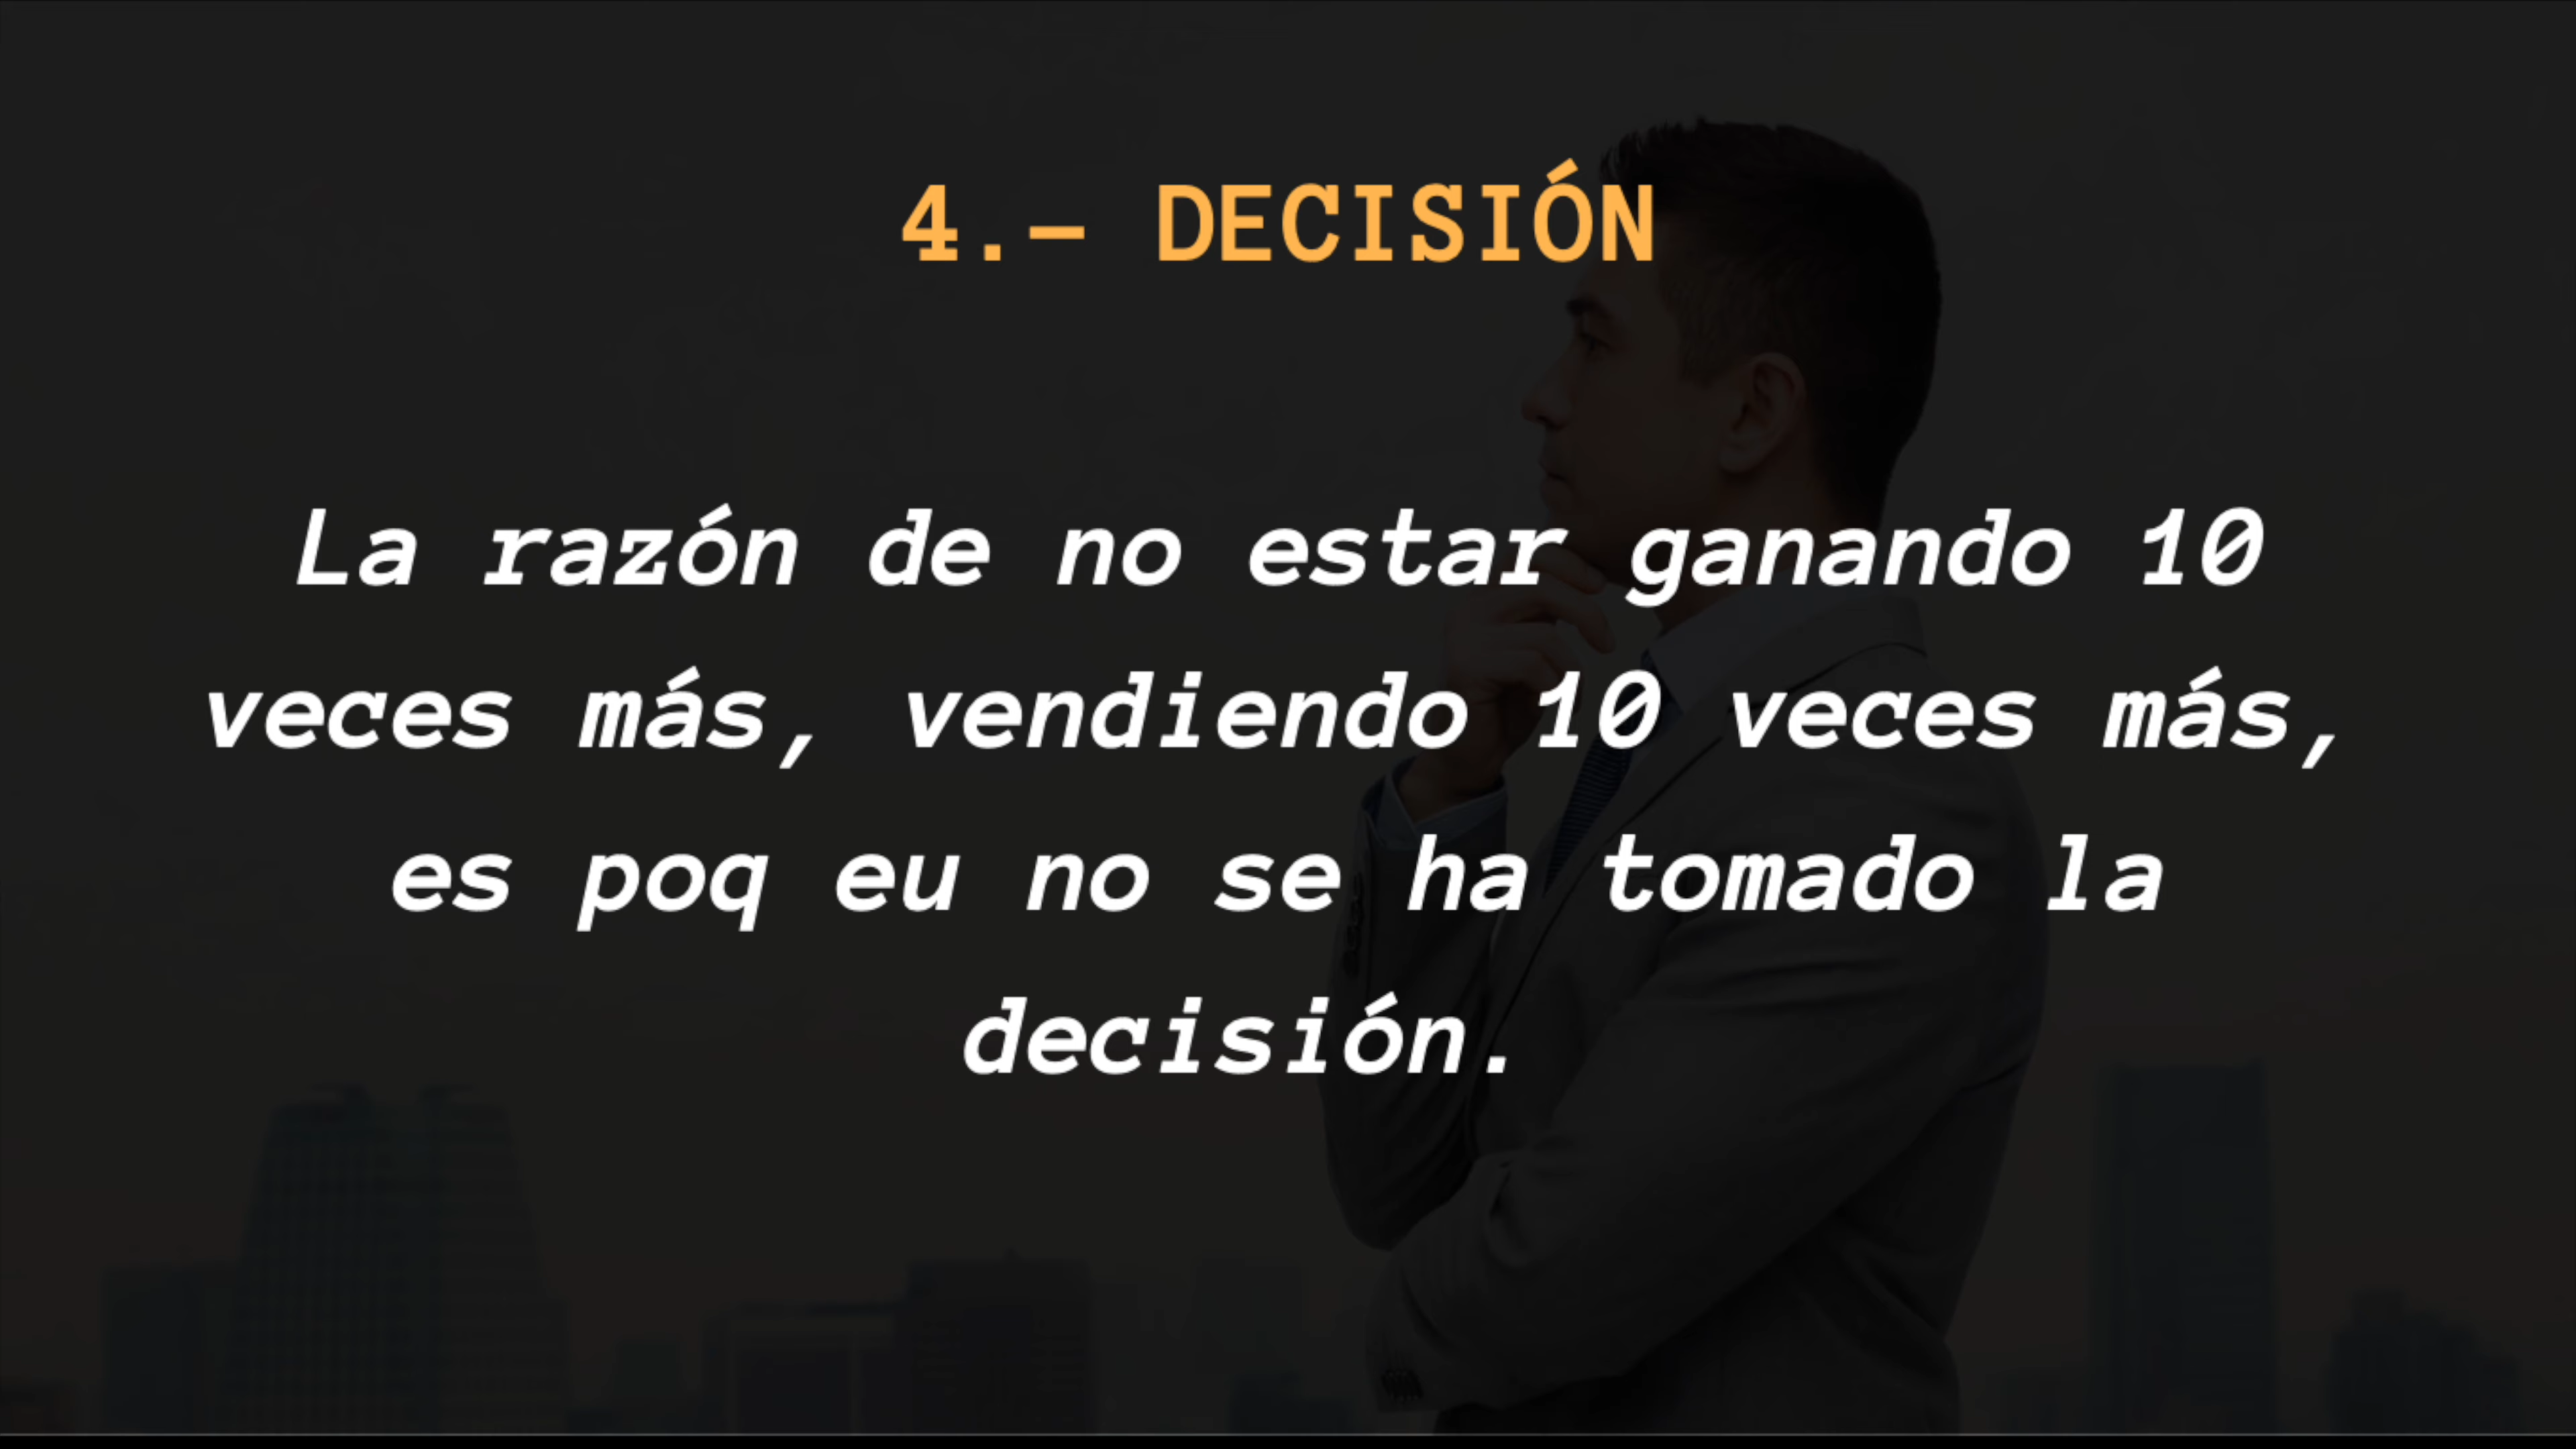 4.- DECISIÓN
La razón de no estar ganando 10
veces más, vendiendo 10 veces más,
es poq eu no se ha tomado la
decisión.